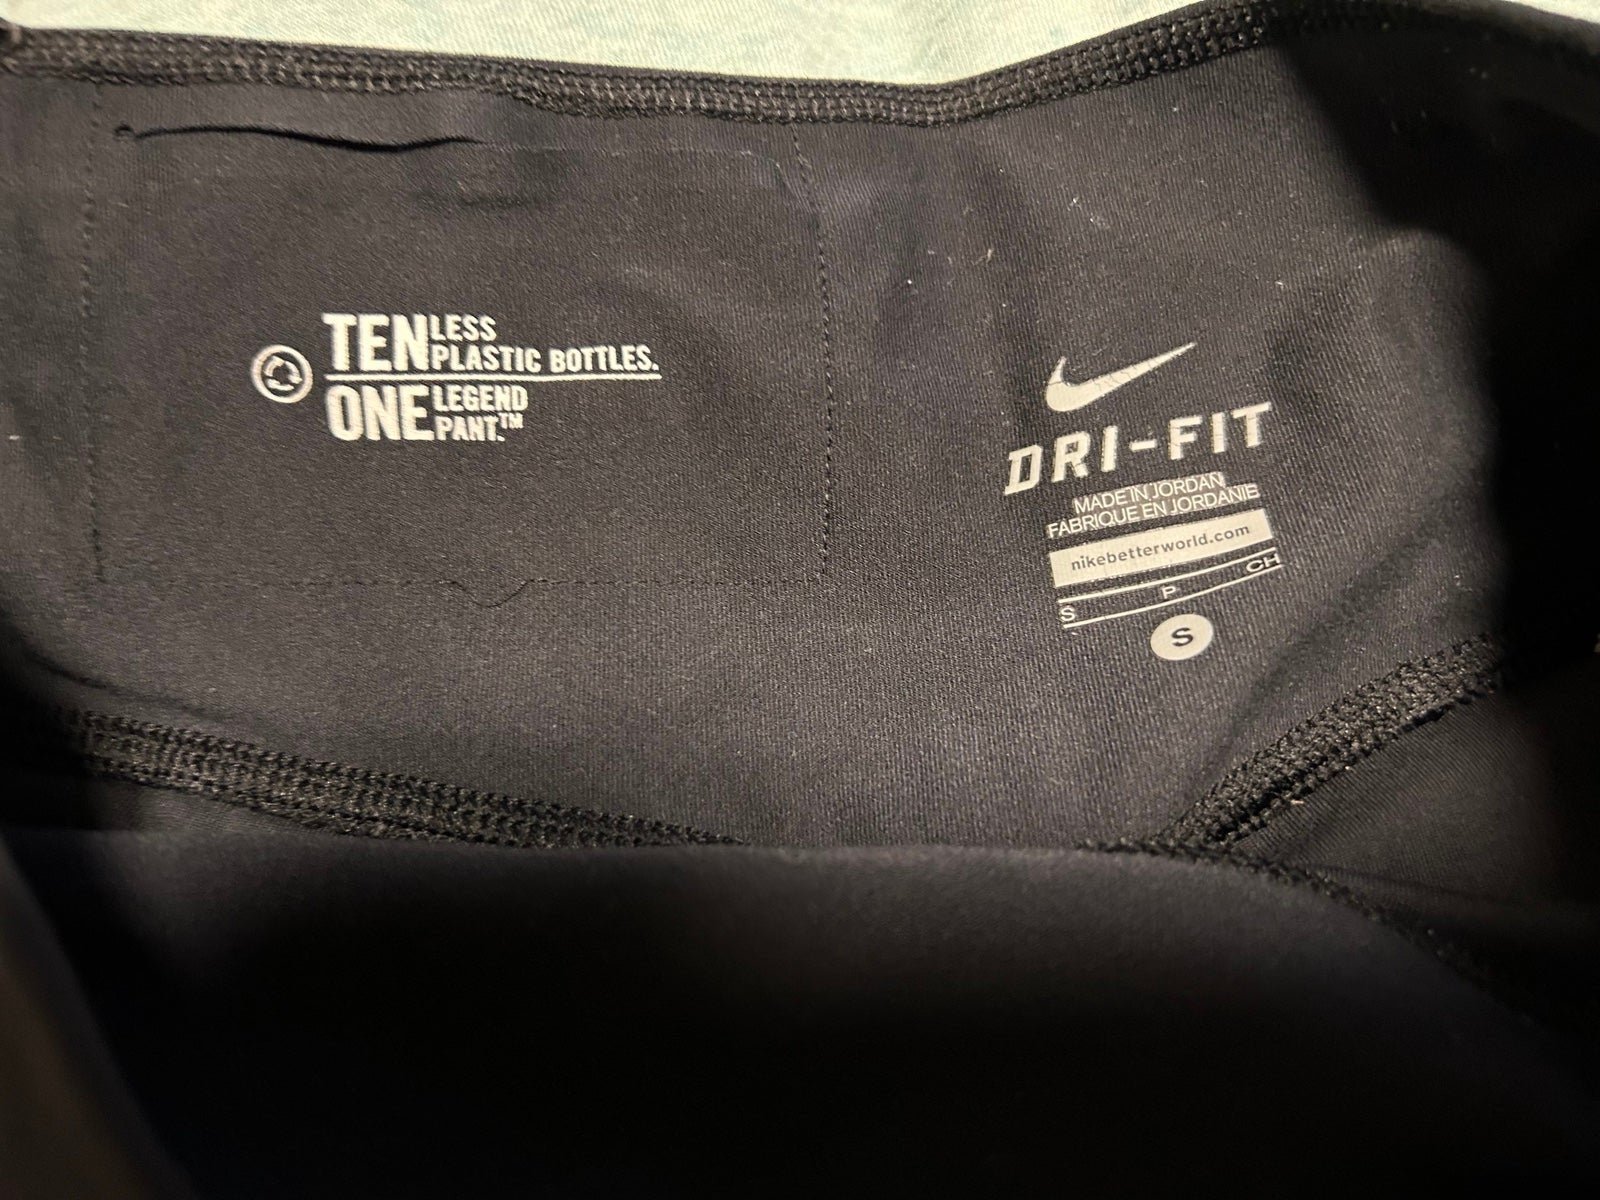 TEN LESS
PLASTIC BOTTLES.
ONE LEGEND
PANT.™
DRI-FIT
MADE IN JORDAN
FABRIQUE EN JORDANIE
nikebetterworld.com
S P CH
S